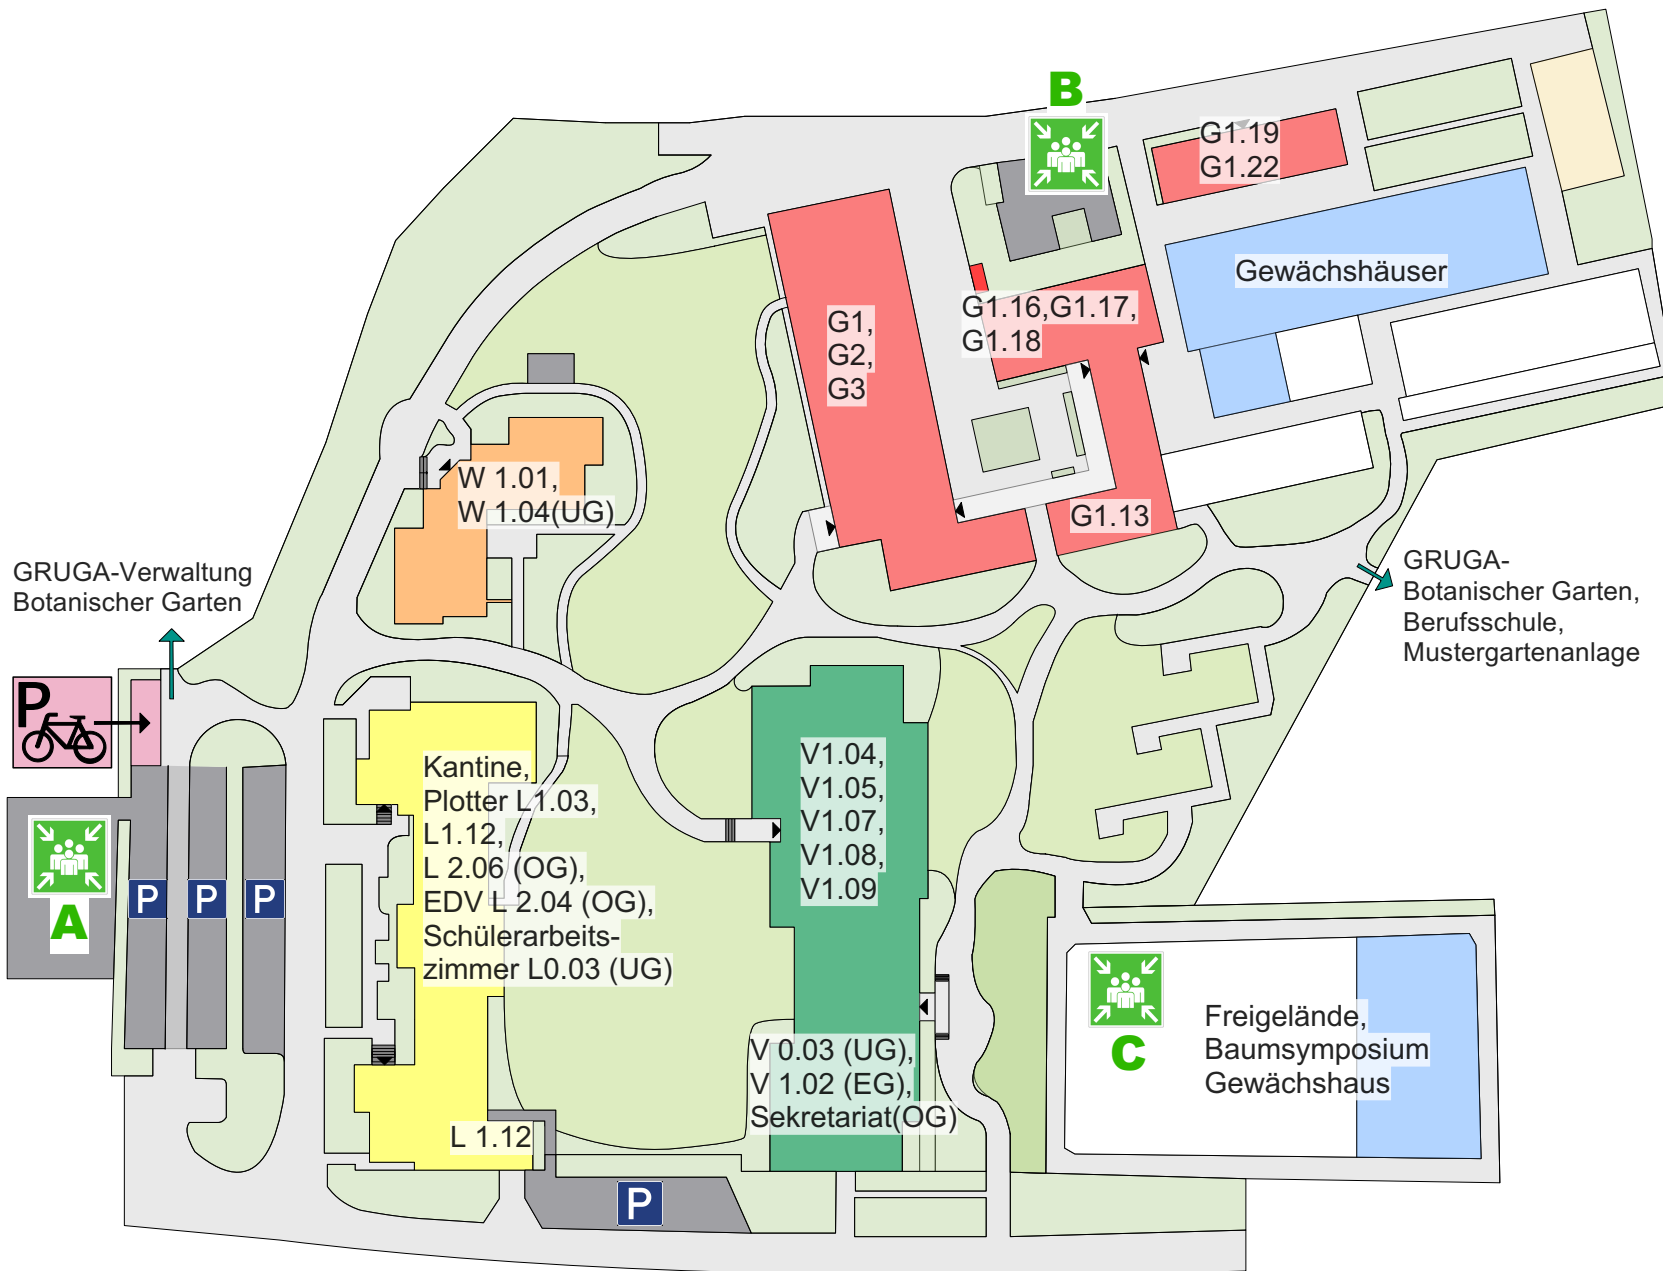 B
G1.19
G1.22
Gewächshäuser
G1,
G2,
G3
G1.16,G1.17,
G1.18
G1.13
W 1.01,
W 1.04(UG)
GRUGA-Verwaltung
Botanischer Garten
GRUGA-
Botanischer Garten,
Berufsschule,
Mustergartenanlage
P
Kantine,
Plotter L1.03,
L1.12,
L 2.06 (OG),
EDV L 2.04 (OG),
Schülerarbeits-
zimmer L0.03 (UG)
V1.04,
V1.05,
V1.07,
V1.08,
V1.09
A
P
P
P
C
Freigelände,
Baumsymposium
Gewächshaus
V 0.03 (UG),
V 1.02 (EG),
Sekretariat(OG)
L 1.12
P